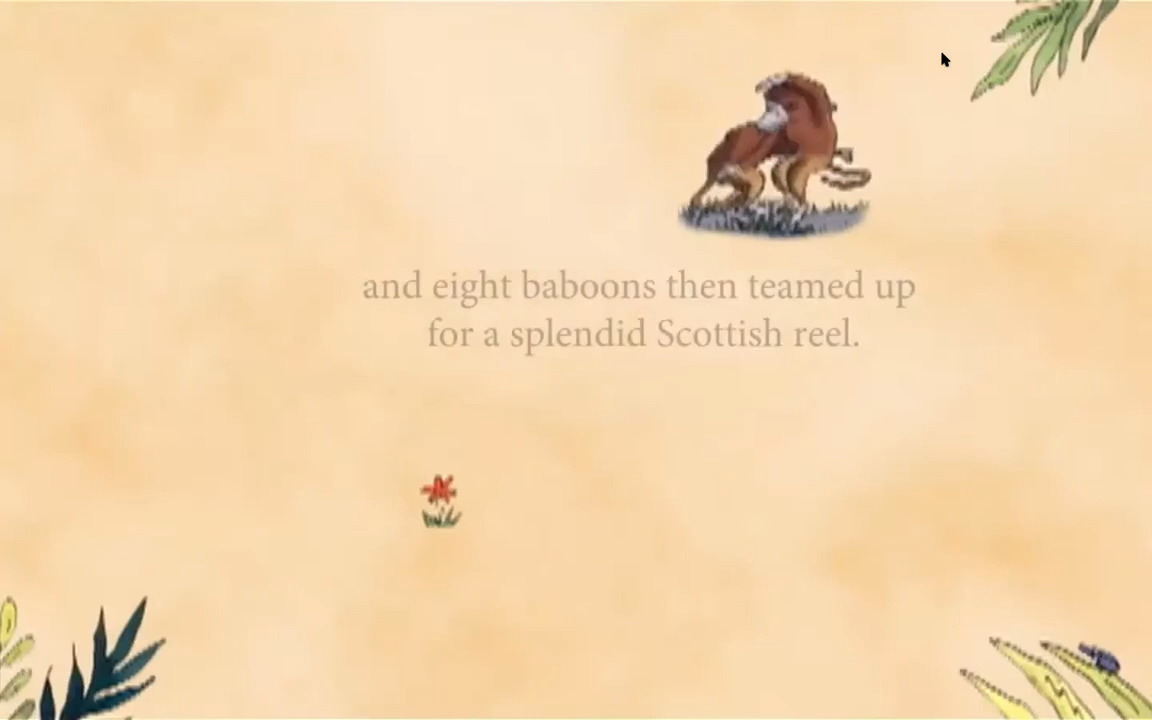 and eight baboons then teamed up
for a splendid Scottish reel.